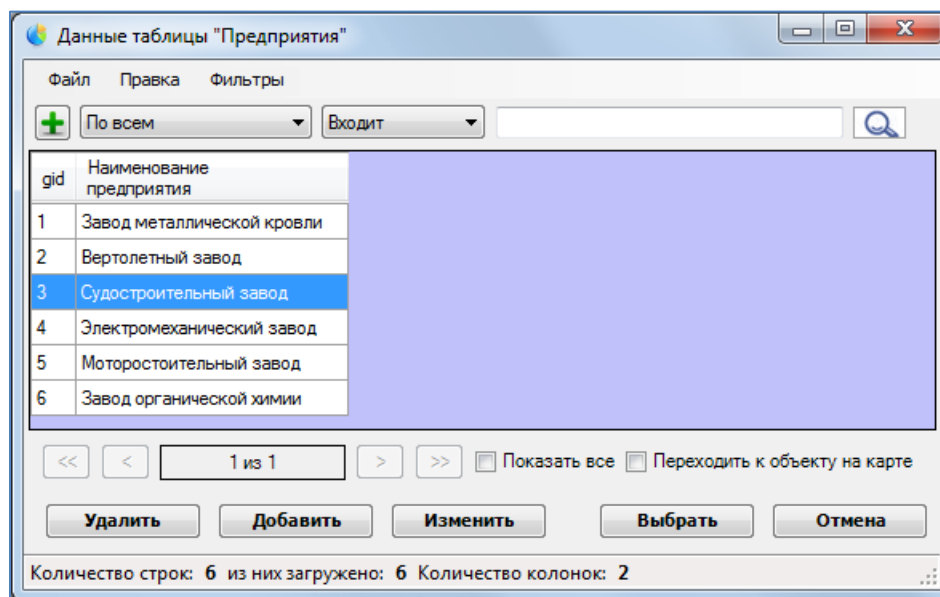 Данные таблицы "Предприятия"
Файл Правка Фильтры
По всем Входит
gid Наименование
предприятия
1 Завод металлической кровли
2 Вертолетный завод
3 Судостроительный завод
4 Электромеханический завод
5 Моторостоительный завод
6 Завод органической химии
<< < 1 из 1 > >> Показать все Переходить к объекту на карте
Удалить Добавить Изменить Выбрать Отмена
Количество строк: 6 из них загружено: 6 Количество колонок: 2